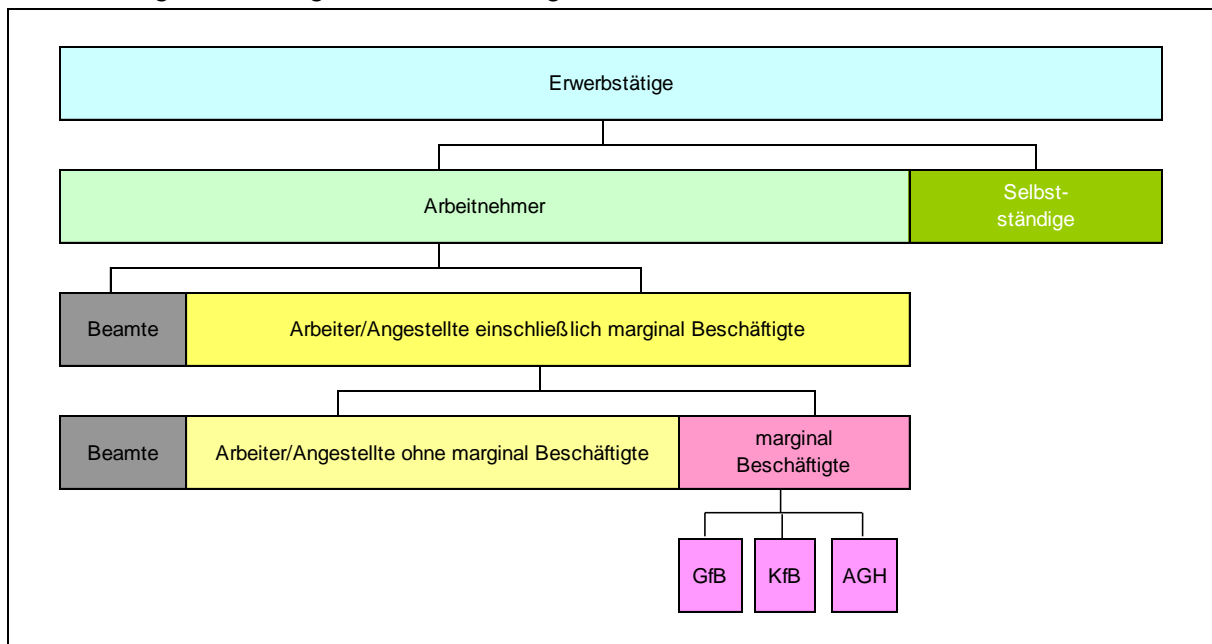 Erwerbstätige
Arbeitnehmer
Selbst-
ständige
Beamte
Arbeiter/Angestellte einschließlich marginal Beschäftigte
Beamte
Arbeiter/Angestellte ohne marginal Beschäftigte
marginal
Beschäftigte
GfB
KfB
AGH